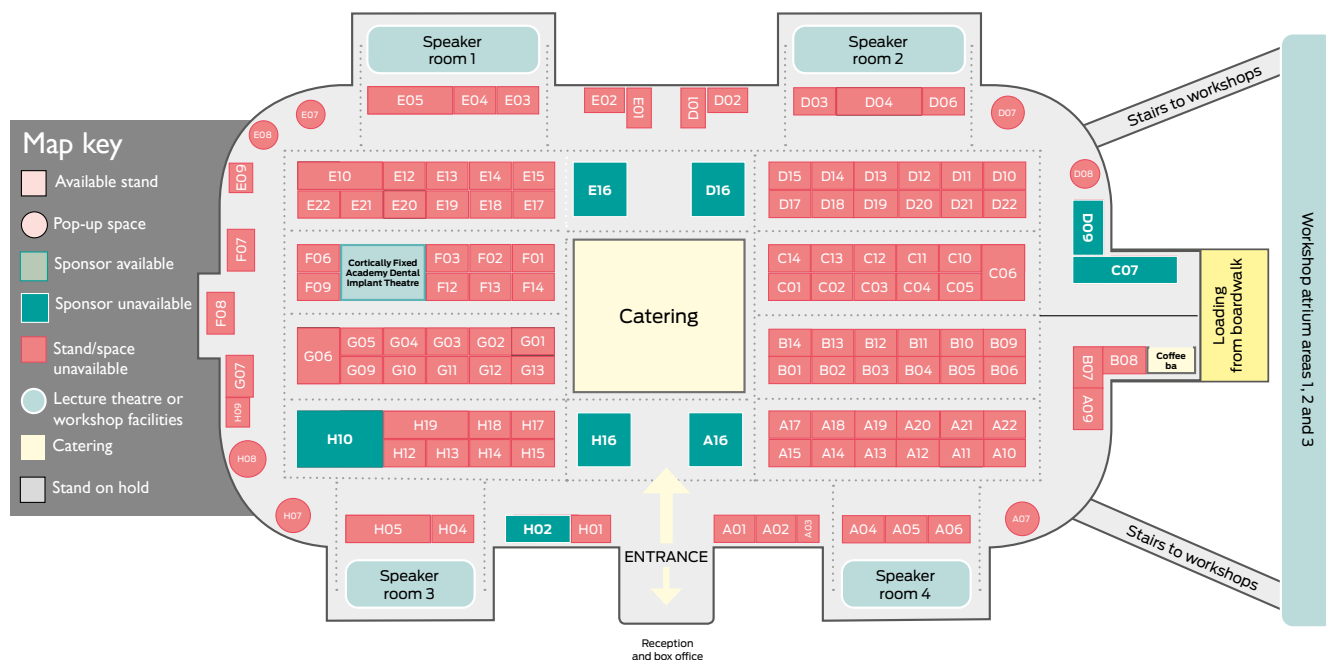 Map key
Available stand
Pop-up space
Sponsor available
Sponsor unavailable
Stand/space
unavailable
Lecture theatre or
workshop facilities
Catering
Stand on hold
Speaker
room 1
Speaker
room 2
E05 E04 E03
E02 E01 D01 D02
D03 D04 D06
E07
D07
E08
E09
D08
Stairs to workshops
E10 E12 E13 E14 E15
E22 E21 E20 E19 E18 E17
E16 D16
D15 D14 D13 D12 D11 D10
D17 D18 D19 D20 D21 D22
D09
C07
F07
F08
F06 F03 F02 F01
F09 F12 F13 F14
Cortically Fixed
Academy Dental
Implant Theatre
Catering
C14 C13 C12 C11 C10 C06
C01 C02 C03 C04 C05
Loading
from boardwalk
Workshop atrium areas 1, 2 and 3
G06 G05 G04 G03 G02 G01
G09 G10 G11 G12 G13
B14 B13 B12 B11 B10 B09
B01 B02 B03 B04 B05 B06
B07 B08
Coffee
ba
A09
G07
H09
H10 H19 H18 H17
H12 H13 H14 H15
H16 A16
A17 A18 A19 A20 A21 A22
A15 A14 A13 A12 A11 A10
H08
H07
A07
H05 H04 H02 H01
A01 A02 A03 A04 A05 A06
ENTRANCE
Stairs to workshops
Speaker
room 3
Speaker
room 4
Reception
and box office